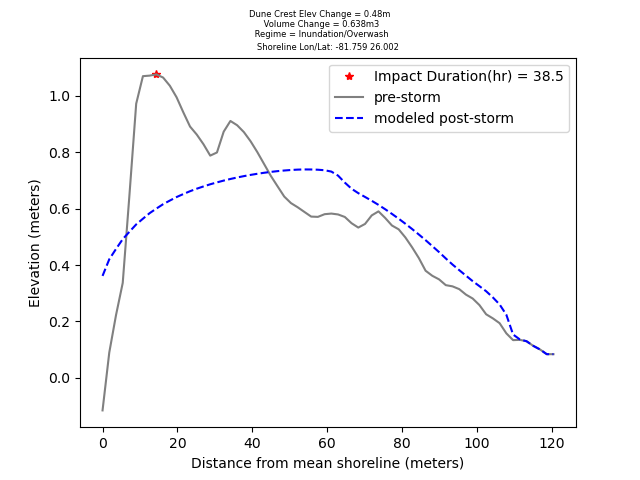 Dune Crest Elev Change = 0.48m
Volume Change = 0.638m3
Regime = Inundation/Overwash
Shoreline Lon/Lat: -81.759 26.002
Impact Duration(hr) = 38.5
pre-storm
modeled post-storm
Elevation (meters)
1.0
0.8
0.6
0.4
0.2
0.0
0 20 40 60 80 100 120
Distance from mean shoreline (meters)